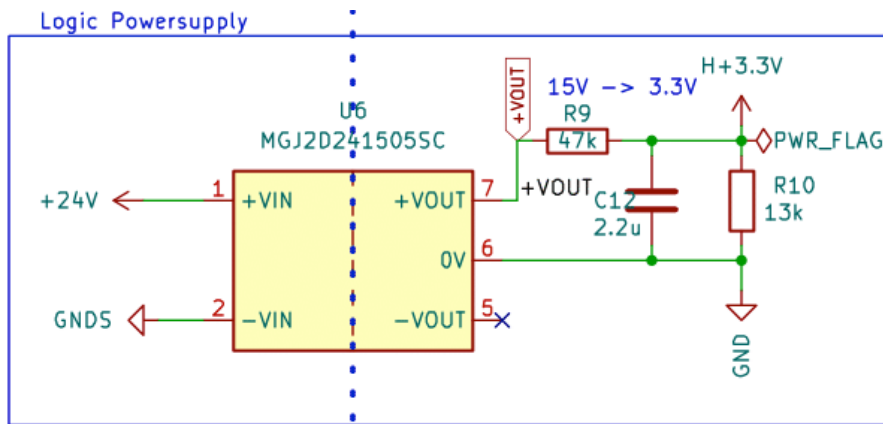 Logic Powersupply
U6
MGJ2D241505SC
+VOUT
15V -> 3.3V
H+3.3V
R9
47k
PWR_FLAG
+24V
1
+VIN
+VOUT
7
+VOUT
C12
2.2u
R10
13k
0V
6
GNDS
2
-VIN
-VOUT
5
GND